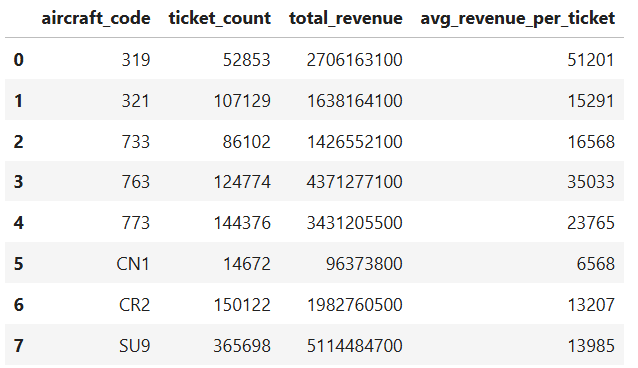 aircraft_code ticket_count total_revenue avg_revenue_per_ticket
0 319 52853 2706163100 51201
1 321 107129 1638164100 15291
2 733 86102 1426552100 16568
3 763 124774 4371277100 35033
4 773 144376 3431205500 23765
5 CN1 14672 96373800 6568
6 CR2 150122 1982760500 13207
7 SU9 365698 5114484700 13985